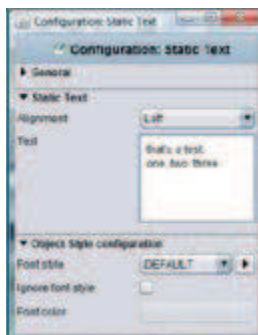 Configuration: Static Text
Configuration: Static Text
General
Static Text
Alignment
Left
Text
that's a test.
one two three
Object Style configuration
Font style
DEFAULT
Ignore font style
Font color